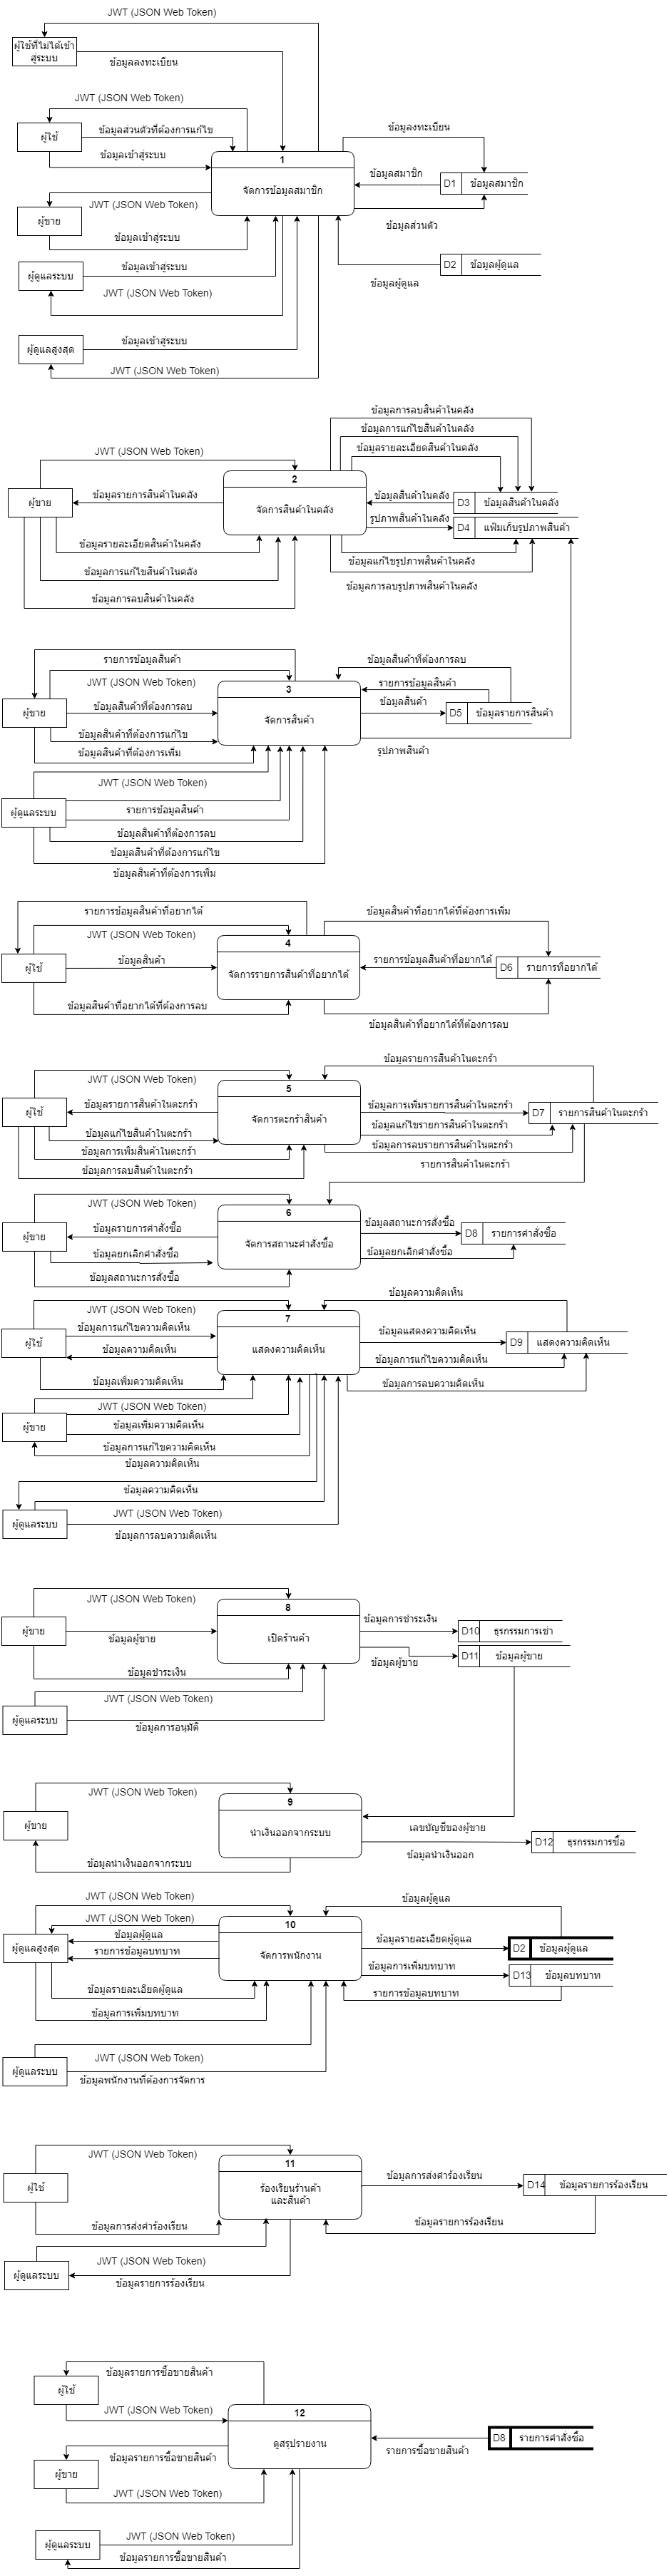 JWT (JSON Web Token)
ผู้ใช้ที่ไม่ได้เข้า
สู่ระบบ
ข้อมูลงทะเบียน
JWT (JSON Web Token)
ผู้ใช้
ข้อมูลส่วนตัวที่ต้องการแก้ไข
ข้อมูลเข้าสู่ระบบ
1
จัดการข้อมูลสมาชิก
ข้อมูลงทะเบียน
ข้อมูลสมาชิก
D1 ข้อมูลสมาชิก
ข้อมูลส่วนตัว
JWT (JSON Web Token)
ผู้ขาย
ข้อมูลเข้าสู่ระบบ
ผู้ดูแลระบบ
ข้อมูลเข้าสู่ระบบ
JWT (JSON Web Token)
D2 ข้อมูลผู้ดูแล
ข้อมูลผู้ดูแล
ผู้ดูแลสูงสุด
ข้อมูลเข้าสู่ระบบ
JWT (JSON Web Token)
ข้อมูลการลบสินค้าในคลัง
ข้อมูลการแก้ไขสินค้าในคลัง
ข้อมูลรายละเอียดสินค้าในคลัง
JWT (JSON Web Token)
2
จัดการสินค้าในคลัง
ผู้ขาย
ข้อมูลรายการสินค้าในคลัง
ข้อมูลสินค้าในคลัง
D3 ข้อมูลสินค้าในคลัง
รูปภาพสินค้าในคลัง
D4 แฟ้มเก็บรูปภาพสินค้า
ข้อมูลรายละเอียดสินค้าในคลัง
ข้อมูลแก้ไขรูปภาพสินค้าในคลัง
ข้อมูลการแก้ไขสินค้าในคลัง
ข้อมูลการลบรูปภาพสินค้าในคลัง
ข้อมูลการลบสินค้าในคลัง
รายการข้อมูลสินค้า
ข้อมูลสินค้าที่ต้องการลบ
JWT (JSON Web Token)
3
จัดการสินค้า
รายการข้อมูลสินค้า
ผู้ขาย
ข้อมูลสินค้าที่ต้องการลบ
ข้อมูลสินค้า
D5 ข้อมูลรายการสินค้า
ข้อมูลสินค้าที่ต้องการแก้ไข
ข้อมูลสินค้าที่ต้องการเพิ่ม
รูปภาพสินค้า
JWT (JSON Web Token)
ผู้ดูแลระบบ
รายการข้อมูลสินค้า
ข้อมูลสินค้าที่ต้องการลบ
ข้อมูลสินค้าที่ต้องการแก้ไข
ข้อมูลสินค้าที่ต้องการเพิ่ม
รายการข้อมูลสินค้าที่อยากได้
ข้อมูลสินค้าที่อยากได้ที่ต้องการเพิ่ม
JWT (JSON Web Token)
4
จัดการรายการสินค้าที่อยากได้
ผู้ใช้
ข้อมูลสินค้า
รายการข้อมูลสินค้าที่อยากได้
D6 รายการที่อยากได้
ข้อมูลสินค้าที่อยากได้ที่ต้องการลบ
ข้อมูลสินค้าที่อยากได้ที่ต้องการลบ
ข้อมูลรายการสินค้าในตะกร้า
JWT (JSON Web Token)
5
จัดการตะกร้าสินค้า
ผู้ใช้
ข้อมูลรายการสินค้าในตะกร้า
ข้อมูลการเพิ่มรายการสินค้าในตะกร้า
D7 รายการสินค้าในตะกร้า
ข้อมูลแก้ไขสินค้าในตะกร้า
ข้อมูลแก้ไขรายการสินค้าในตะกร้า
ข้อมูลการเพิ่มสินค้าในตะกร้า
ข้อมูลการลบรายการสินค้าในตะกร้า
ข้อมูลการลบสินค้าในตะกร้า
รายการสินค้าในตะกร้า
JWT (JSON Web Token)
6
จัดการสถานะคำสั่งซื้อ
ผู้ขาย
ข้อมูลรายการคำสั่งซื้อ
ข้อมูลสถานะการสั่งซื้อ
D8 รายการคำสั่งซื้อ
ข้อมูลยกเล็กคำสั่งซื้อ
ข้อมูลยกเล็กคำสั่งซื้อ
ข้อมูลสถานะการสั่งซื้อ
ข้อมูลความคิดเห็น
JWT (JSON Web Token)
7
แสดงความคิดเห็น
ผู้ใช้
ข้อมูลการแก้ไขความคิดเห็น
ข้อมูลความคิดเห็น
ข้อมูลแสดงความคิดเห็น
D9 แสดงความคิดเห็น
ข้อมูลการแก้ไขความคิดเห็น
ข้อมูลเพิ่มความคิดเห็น
ข้อมูลการลบความคิดเห็น
ผู้ขาย
JWT (JSON Web Token)
ข้อมูลเพิ่มความคิดเห็น
ข้อมูลการแก้ไขความคิดเห็น
ข้อมูลความคิดเห็น
ข้อมูลความคิดเห็น
ผู้ดูแลระบบ
JWT (JSON Web Token)
ข้อมูลการลบความคิดเห็น
JWT (JSON Web Token)
8
เปิดร้านค้า
ผู้ขาย
ข้อมูลผู้ขาย
ข้อมูลการชำระเงิน
D10 ธุรกรรมการเช่า
ข้อมูลผู้ขาย
D11 ข้อมูลผู้ขาย
ข้อมูลชำระเงิน
ผู้ดูแลระบบ
JWT (JSON Web Token)
ข้อมูลการอนุมัติ
JWT (JSON Web Token)
9
นำเงินออกจากระบบ
ผู้ขาย
เลขบัญชีของผู้ขาย
D12 ธุรกรรมการซื้อ
ข้อมูลนำเงินออก
ข้อมูลนำเงินออกจากระบบ
JWT (JSON Web Token)
ข้อมูลผู้ดูแล
JWT (JSON Web Token)
10
จัดการพนักงาน
ผู้ดูแลสูงสุด
ข้อมูลผู้ดูแล
รายการข้อมูลบทบาท
ข้อมูลรายละเอียดผู้ดูแล
D2 ข้อมูลผู้ดูแล
ข้อมูลการเพิ่มบทบาท
D13 ข้อมูลบทบาท
ข้อมูลรายละเอียดผู้ดูแล
รายการข้อมูลบทบาท
ข้อมูลการเพิ่มบทบาท
JWT (JSON Web Token)
ผู้ดูแลระบบ
ข้อมูลพนักงานที่ต้องการจัดการ
JWT (JSON Web Token)
11
ร้องเรียนร้านค้า
และสินค้า
ผู้ใช้
ข้อมูลการส่งคำร้องเรียน
D14 ข้อมูลรายการร้องเรียน
ข้อมูลการส่งคำร้องเรียน
ข้อมูลรายการร้องเรียน
JWT (JSON Web Token)
ผู้ดูแลระบบ
ข้อมูลรายการร้องเรียน
ข้อมูลรายการซื้อขายสินค้า
ผู้ใช้
JWT (JSON Web Token)
12
ดูสรุปรายงาน
D8 รายการคำสั่งซื้อ
รายการซื้อขายสินค้า
ข้อมูลรายการซื้อขายสินค้า
ผู้ขาย
JWT (JSON Web Token)
ผู้ดูแลระบบ
JWT (JSON Web Token)
ข้อมูลรายการซื้อขายสินค้า